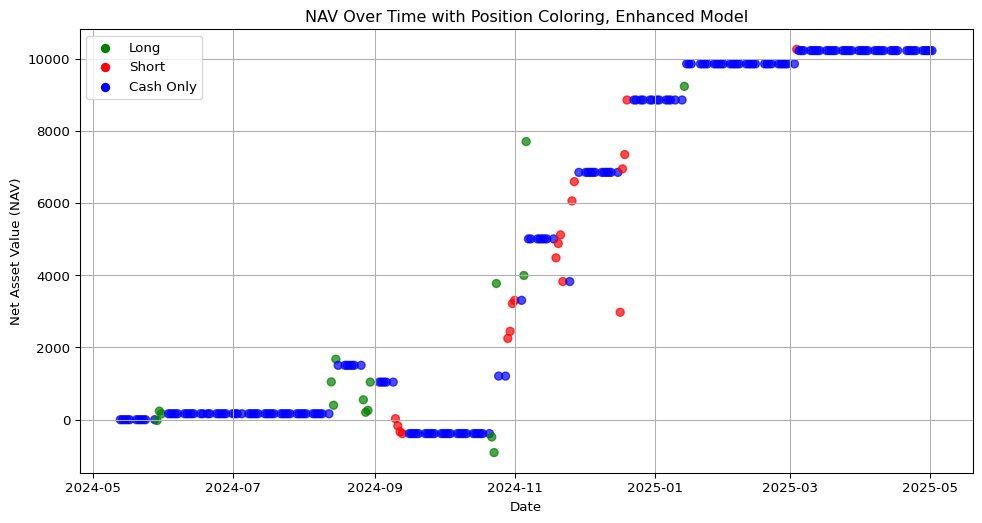 NAV Over Time with Position Coloring, Enhanced Model
Long
Short
Cash Only
Net Asset Value (NAV)
10000
8000
6000
4000
2000
0
2024-05
2024-07
2024-09
2024-11
2025-01
2025-03
2025-05
Date